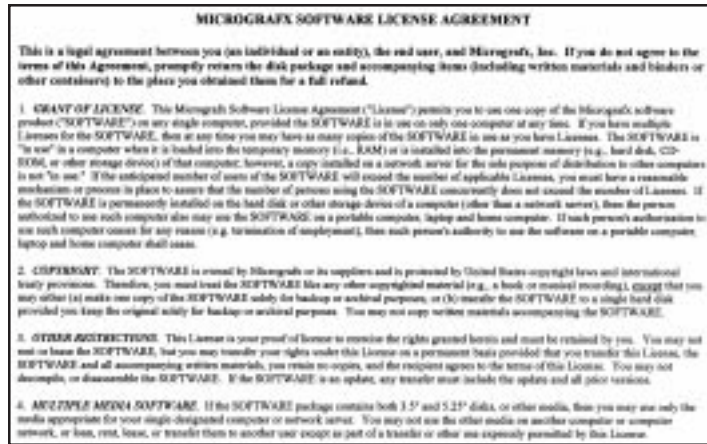 MICROGRAFX SOFTWARE LICENSE AGREEMENT
This is a legal agreement between you (an individual or an entity), the end user, and Micrografx, Inc. If you do not agree to the
terms of this Agreement, promptly return the disk package and accompanying items (including written materials and binders or
other containers) to the place you obtained them for a full refund.
1. GRANT OF LICENSE. This Micrografx Software License Agreement ("License") permits you to use one copy of the Micrografx software
product ("SOFTWARE") on any single computer, provided the SOFTWARE is in use on only one computer at any time. If you have multiple
Licenses for the SOFTWARE, then at any time you may have as many copies of the SOFTWARE in use as you have Licenses. The SOFTWARE is
"in use" in a computer when it is loaded into the temporary memory (i.e., RAM) or is installed into the permanent memory (e.g., hard disk, CD-
ROM, or other storage device) of that computer; however, a copy installed on a network server for the sole purpose of distribution to other computers
is not "in use." If the anticipated number of users of the SOFTWARE will exceed the number of applicable Licenses, you must have a reasonable
mechanism or process in place to assure that the number of persons using the SOFTWARE concurrently does not exceed the number of Licenses. If
the SOFTWARE is permanently installed on the hard disk or other storage device of a computer (other than a network server), then the person
authorized to use such computer also may use the SOFTWARE on a portable computer, laptop and home computer. If such person's authorization to
use such computer ceases for any reason (e.g. termination of employment), then such person's authority to use the software on a portable computer,
laptop and home computer shall cease.
2. COPYRIGHT. The SOFTWARE is owned by Micrografx or its suppliers and is protected by United States copyright laws and international
treaty provisions. Therefore, you must treat the SOFTWARE like any other copyrighted material (e.g., a book or musical recording), except that you
may either (a) make one copy of the SOFTWARE solely for backup or archival purposes, or (b) transfer the SOFTWARE to a single hard disk
provided you keep the original solely for backup or archival purposes. You may not copy written materials accompanying the SOFTWARE.
3. OTHER RESTRICTIONS. This License is your proof of license to exercise the rights granted herein and must be retained by you. You may not
rent or lease the SOFTWARE, but you may transfer your rights under this License on a permanent basis provided that you transfer this License, the
SOFTWARE and all accompanying written materials, you retain no copies, and the recipient agrees to the terms of this License. You may not
decompile, or disassemble the SOFTWARE. If the SOFTWARE is an update, any transfer must include the update and all prior versions.
4. MULTIPLE MEDIA SOFTWARE. If the SOFTWARE package contains both 3.5" and 5.25" disks, or other media, then you may use only the
media appropriate for your single designated computer or network server. You may not use the other media on another computer or computer
network, or loan, rent, lease, or transfer them to another user except as part of a transfer or other use expressly permitted by this License.